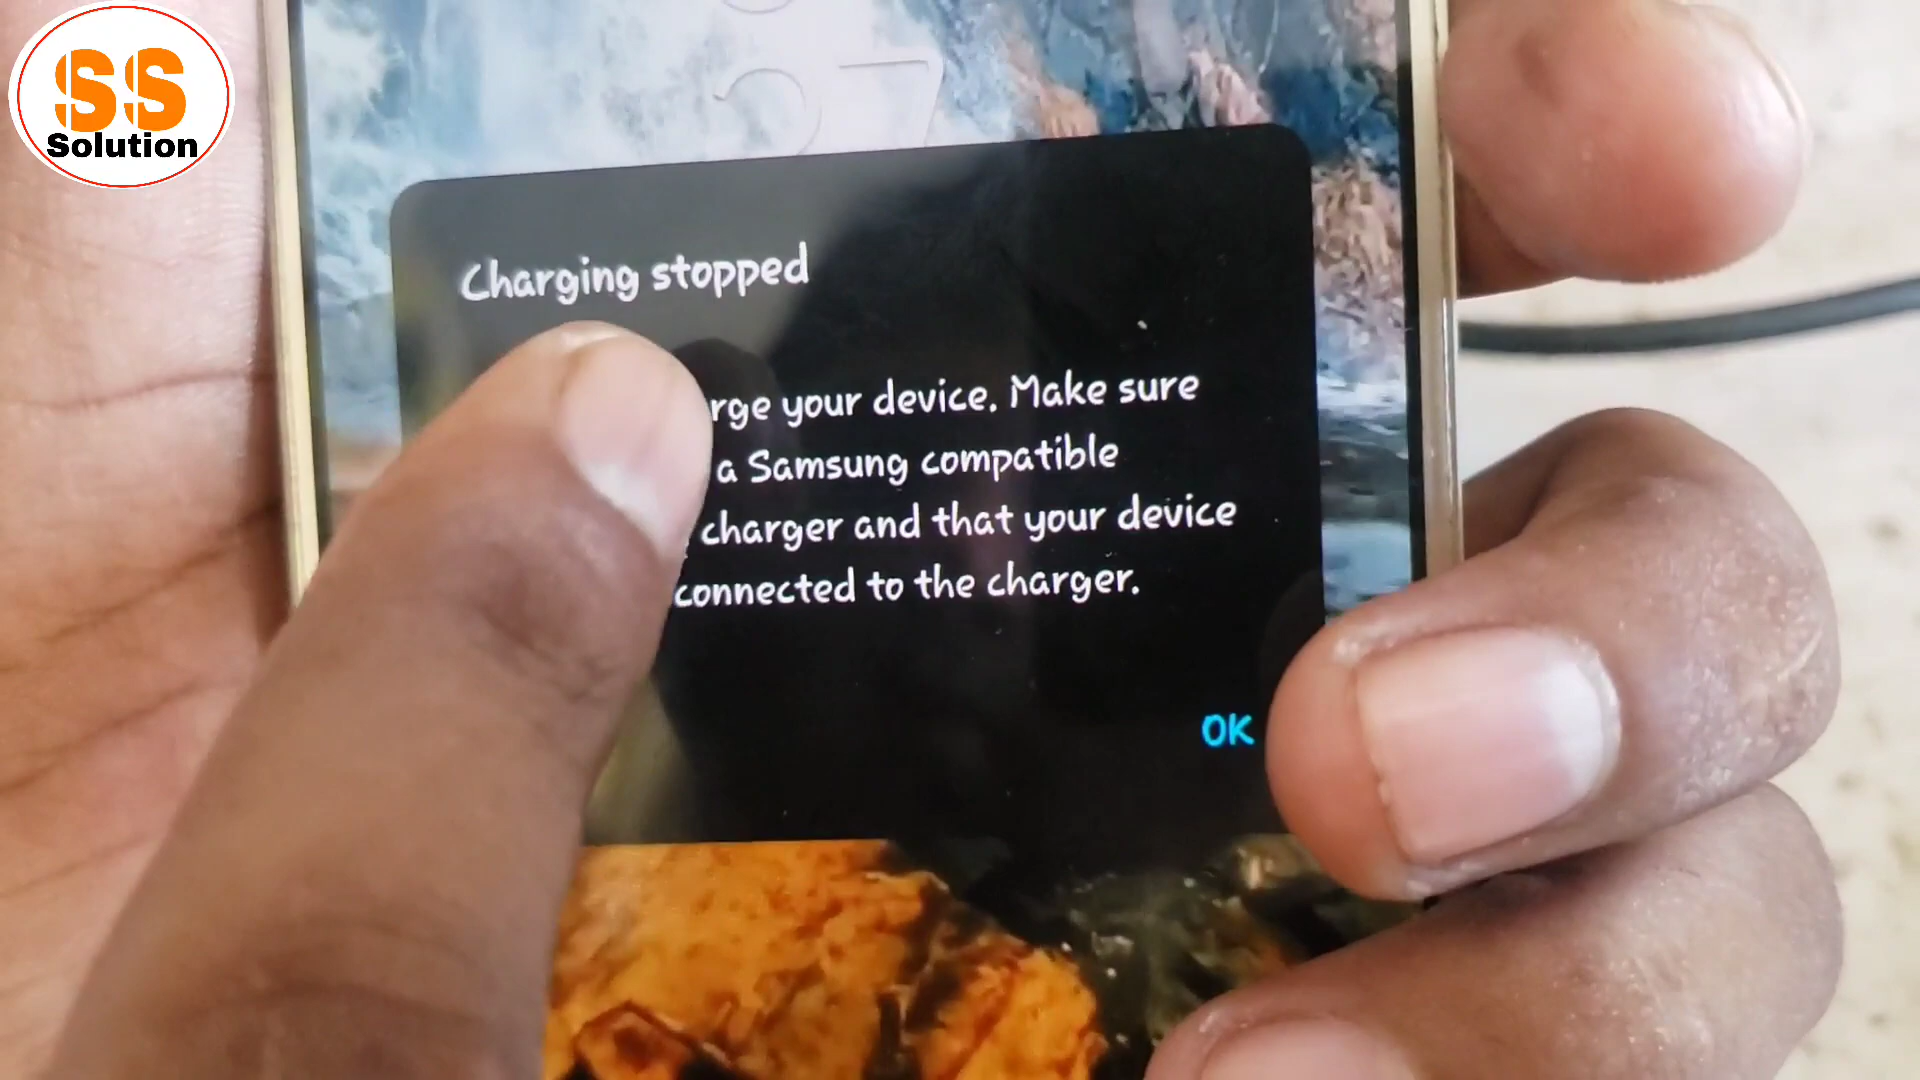 SS
Solution
27
Charging stopped
your device. Make sure
a Samsung compatible
charger and that your device
connected to the charger.
OK